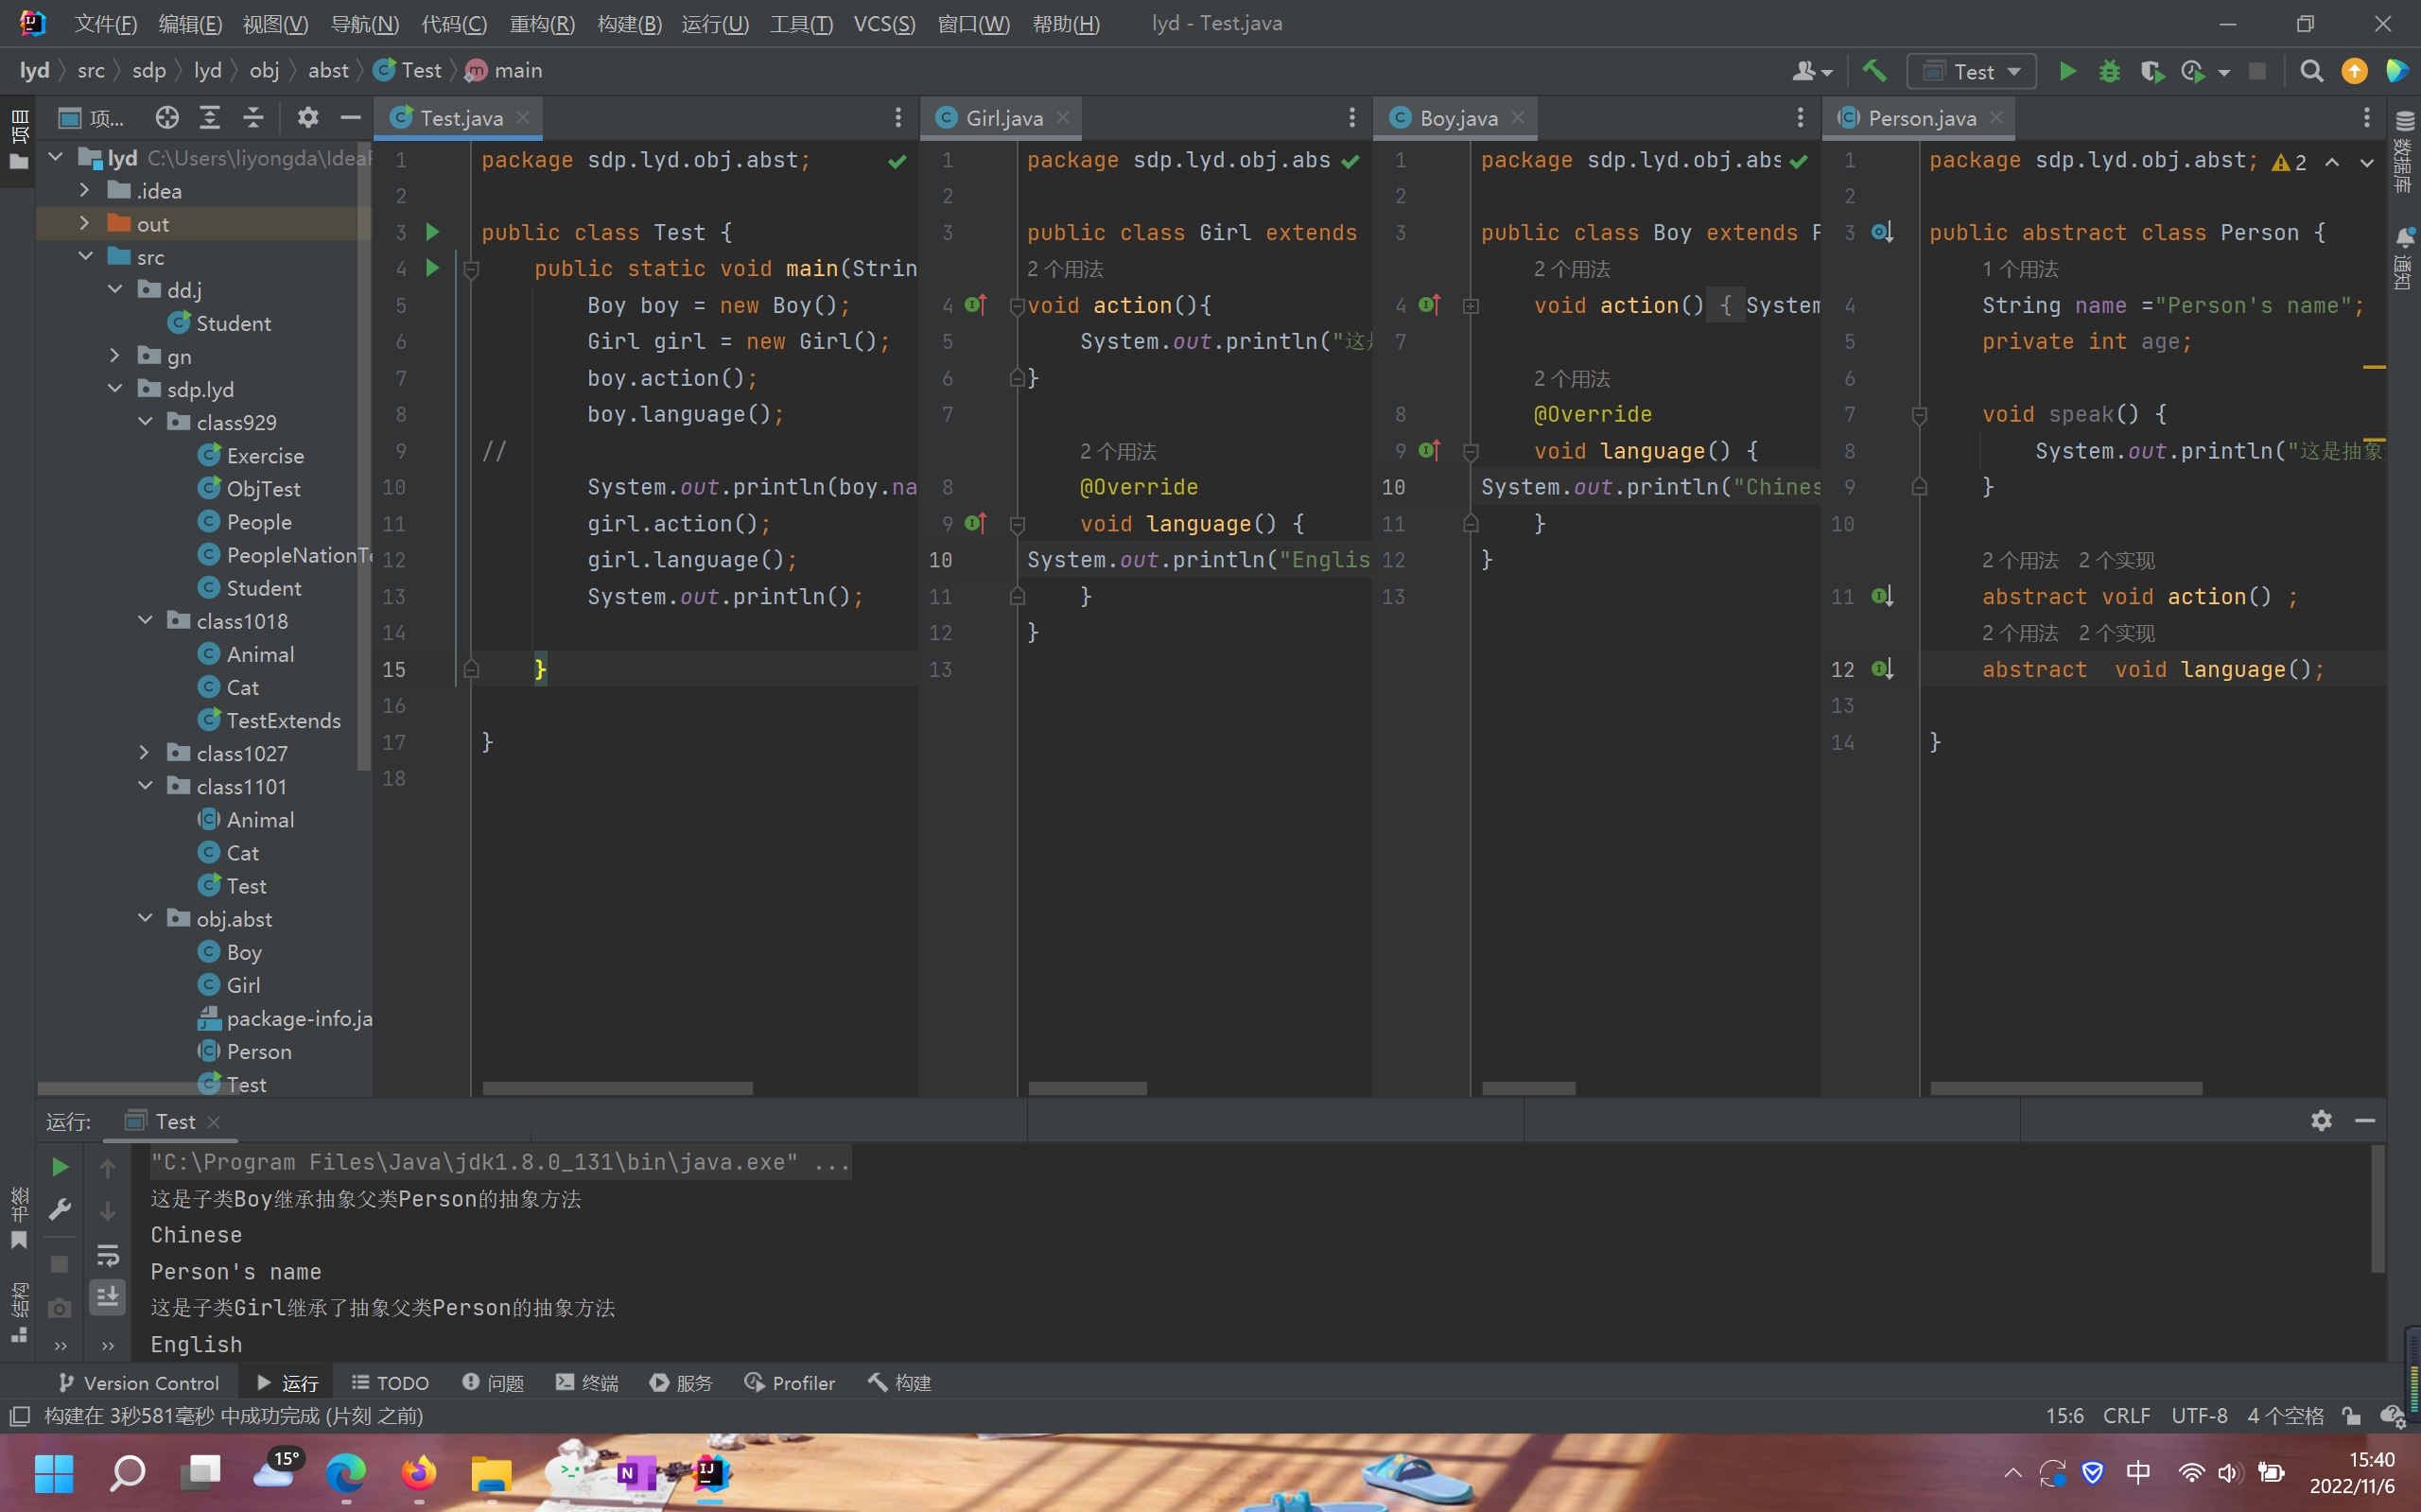 文件(F) 编辑(E) 视图(V) 导航(N) 代码(C) 重构(R) 构建(B) 运行(U) 工具(T) VCS(S) 窗口(W) 帮助(H) lyd - Test.java
lyd src sdp lyd obj abst Test main
Test
项目
项...
lyd C:\Users\liyongda\IdeaP
.idea
out
src
dd.j
Student
gn
sdp.lyd
class929
Exercise
ObjTest
People
PeopleNationTe
Student
class1018
Animal
Cat
TestExtends
class1027
class1101
Animal
Cat
Test
obj.abst
Boy
Girl
package-info.ja
Person
Test
Test.java
1 package sdp.lyd.obj.abst;
2
3 public class Test {
4 public static void main(Strin
5 Boy boy = new Boy();
6 Girl girl = new Girl();
7 boy.action();
8 boy.language();
9 //
10 System.out.println(boy.na
11 girl.action();
12 girl.language();
13 System.out.println();
14
15 }
16
17 }
18
Girl.java
1 package sdp.lyd.obj.abs
2
3 public class Girl extends
2 个用法
4 void action(){
5 System.out.println("这是
6 }
7
2 个用法
8 @Override
9 void language() {
10 System.out.println("Englis
11 }
12 }
13
Boy.java
1 package sdp.lyd.obj.abs
2
3 public class Boy extends P
2 个用法
4 void action() { System
7
2 个用法
8 @Override
9 void language() {
10 System.out.println("Chines
11 }
12 }
13
Person.java
1 package sdp.lyd.obj.abst; 2
2
3 public abstract class Person {
1 个用法
4 String name ="Person's name";
5 private int age;
6
7 void speak() {
8 System.out.println("这是抽象
9 }
10
2 个用法 2 个实现
11 abstract void action() ;
2 个用法 2 个实现
12 abstract void language();
13
14 }
数据库
通知
运行: Test
"C:\Program Files\Java\jdk1.8.0_131\bin\java.exe" ...
这是子类Boy继承抽象父类Person的抽象方法
Chinese
Person's name
这是子类Girl继承了抽象父类Person的抽象方法
English
书签
结构
Version Control 运行 TODO 问题 终端 服务 Profiler 构建
构建在 3秒581毫秒 中成功完成 (片刻 之前) 15:6 CRLF UTF-8 4 个空格
15°
N
IJ
中
15:40
2022/11/6